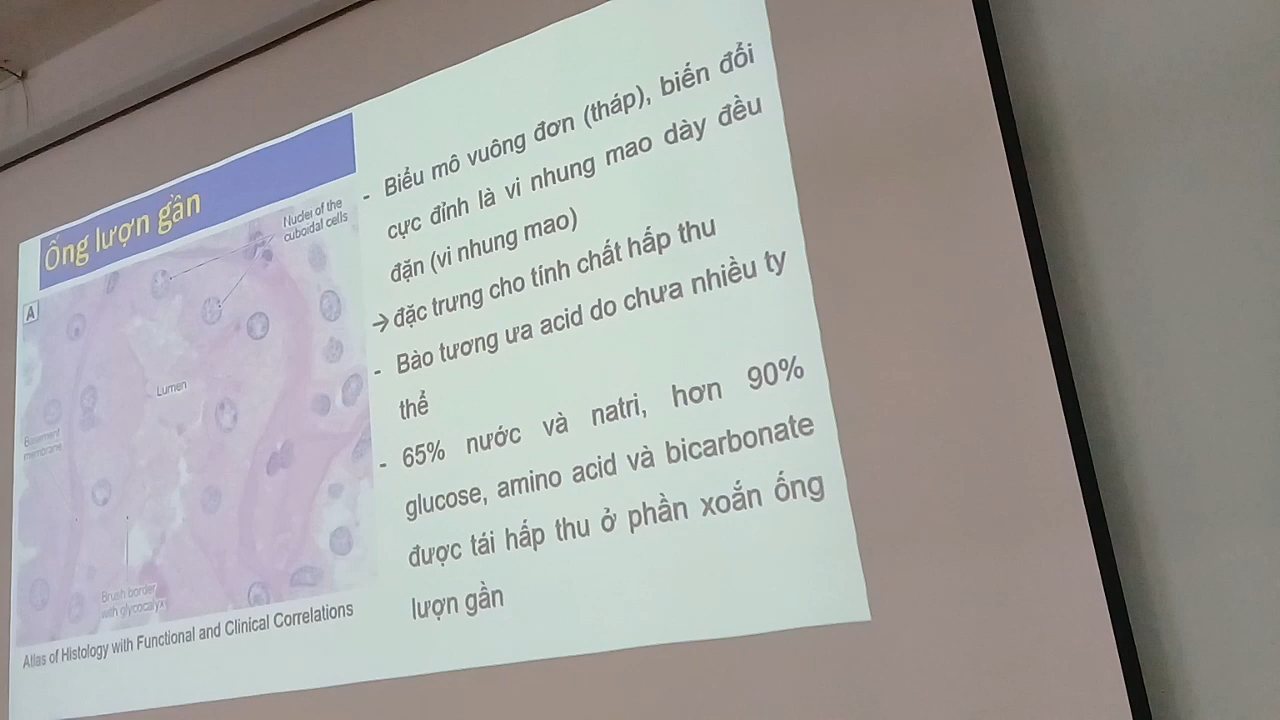 Ống lượn gần
A
Nuclei of the
cuboidal cells
Lumen
Basement
membrane
Brush border
with glycocalyx
Atlas of Histology with Functional and Clinical Correlations
- Biểu mô vuông đơn (tháp), biến đổi
cực đỉnh là vi nhung mao dày đều
đặn (vi nhung mao)
→ đặc trưng cho tính chất hấp thu
- Bào tương ưa acid do chưa nhiều ty
thể
- 65% nước và natri, hơn 90%
glucose, amino acid và bicarbonate
được tái hấp thu ở phần xoắn ống
lượn gần